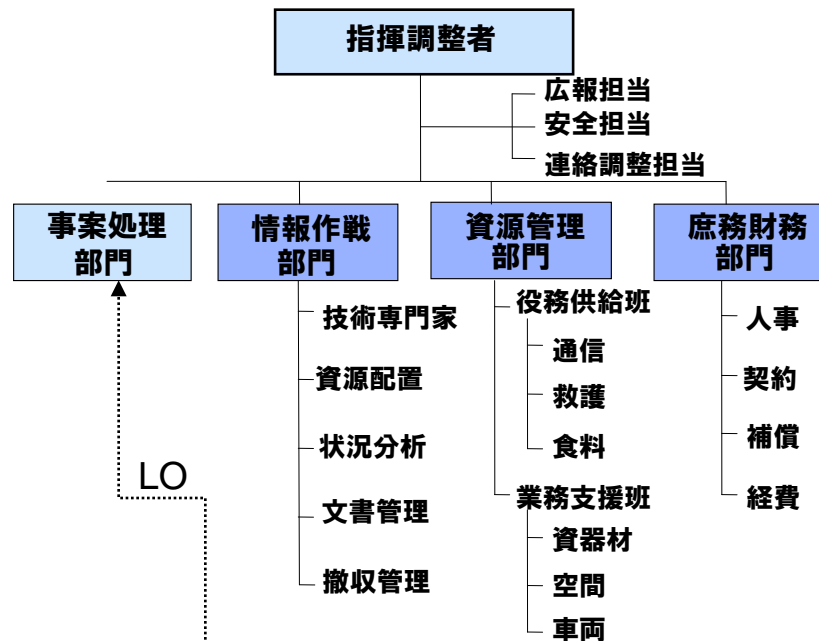 指揮調整者
広報担当
安全担当
連絡調整担当
事案処理
部門
情報作戦
部門
資源管理
部門
庶務財務
部門
技術専門家
資源配置
状況分析
文書管理
撤収管理
役務供給班
通信
救護
食料
業務支援班
資器材
空間
車両
人事
契約
補償
経費
LO